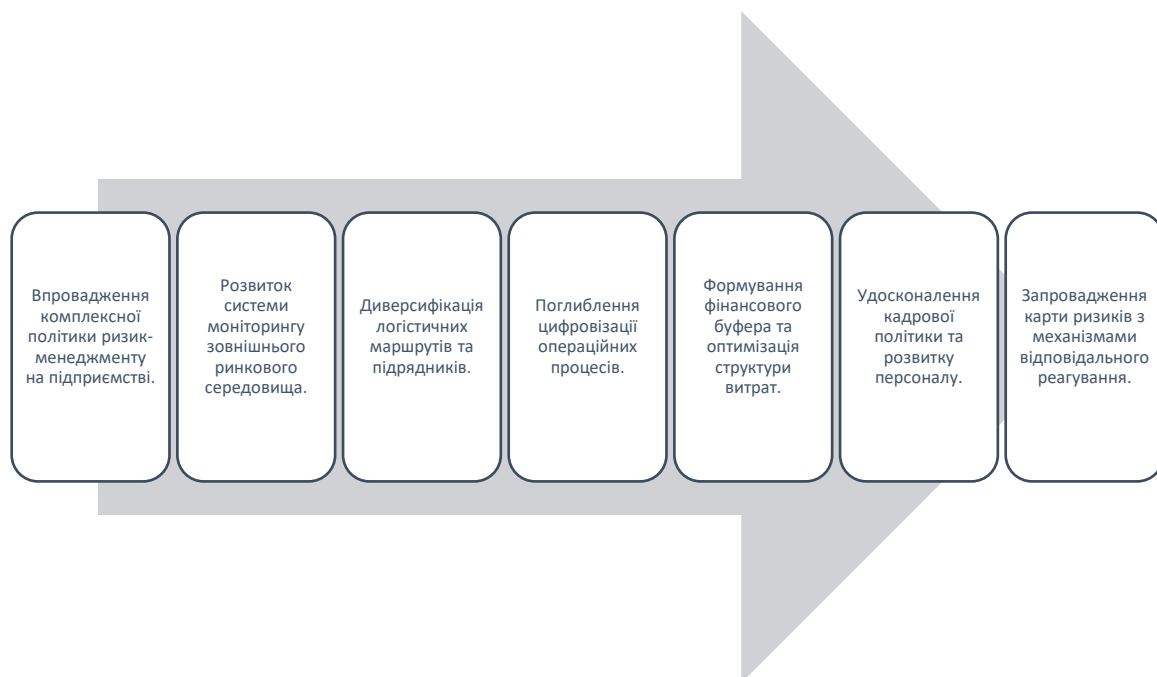 Впровадження
комплексної
політики ризик-
менеджменту
на підприємстві.
Розвиток
системи
моніторингу
зовнішнього
ринкового
середовища.
Диверсифікація
логістичних
маршрутів та
підрядників.
Поглиблення
цифровізації
операційних
процесів.
Формування
фінансового
буфера та
оптимізація
структури
витрат.
Удосконалення
кадрової
політики та
розвитку
персоналу.
Запровадження
карти ризиків з
механізмами
відповідального
реагування.